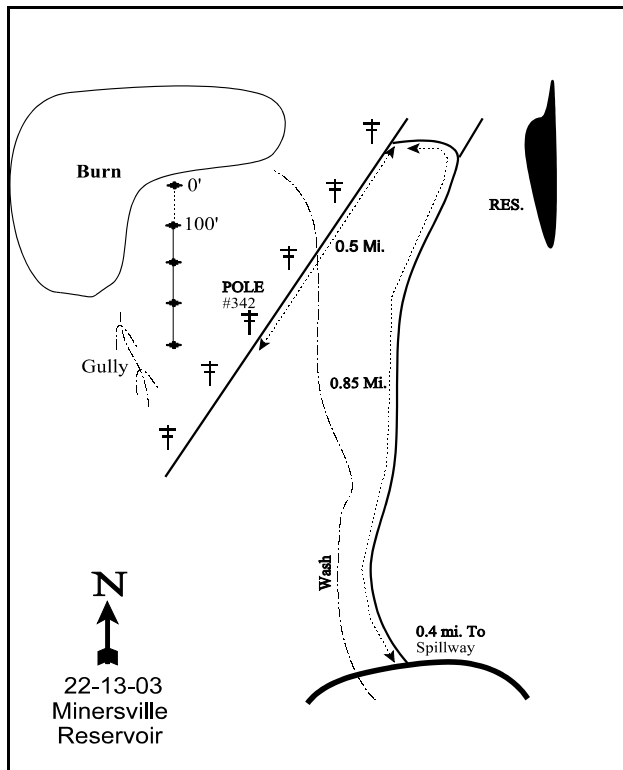 Burn
0'
100'
RES.
0.5 Mi.
POLE
#342
Gully
0.85 Mi.
Wash
0.4 mi. To
Spillway
N
22-13-03
Minersville
Reservoir